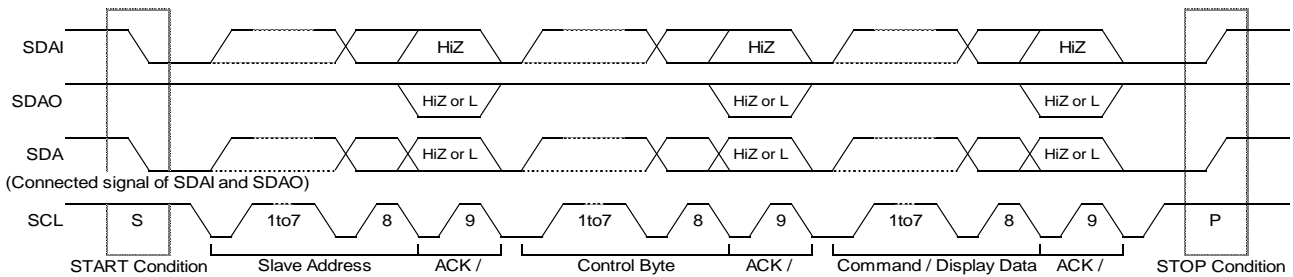 SDAI HiZ HiZ HiZ
SDAO HiZ or L HiZ or L HiZ or L
SDA HiZ or L HiZ or L HiZ or L
(Connected signal of SDAI and SDAO)
SCL S 1to7 8 9 1to7 8 9 1to7 8 9 P
START Condition Slave Address ACK / Control Byte ACK / Command / Display Data ACK / STOP Condition